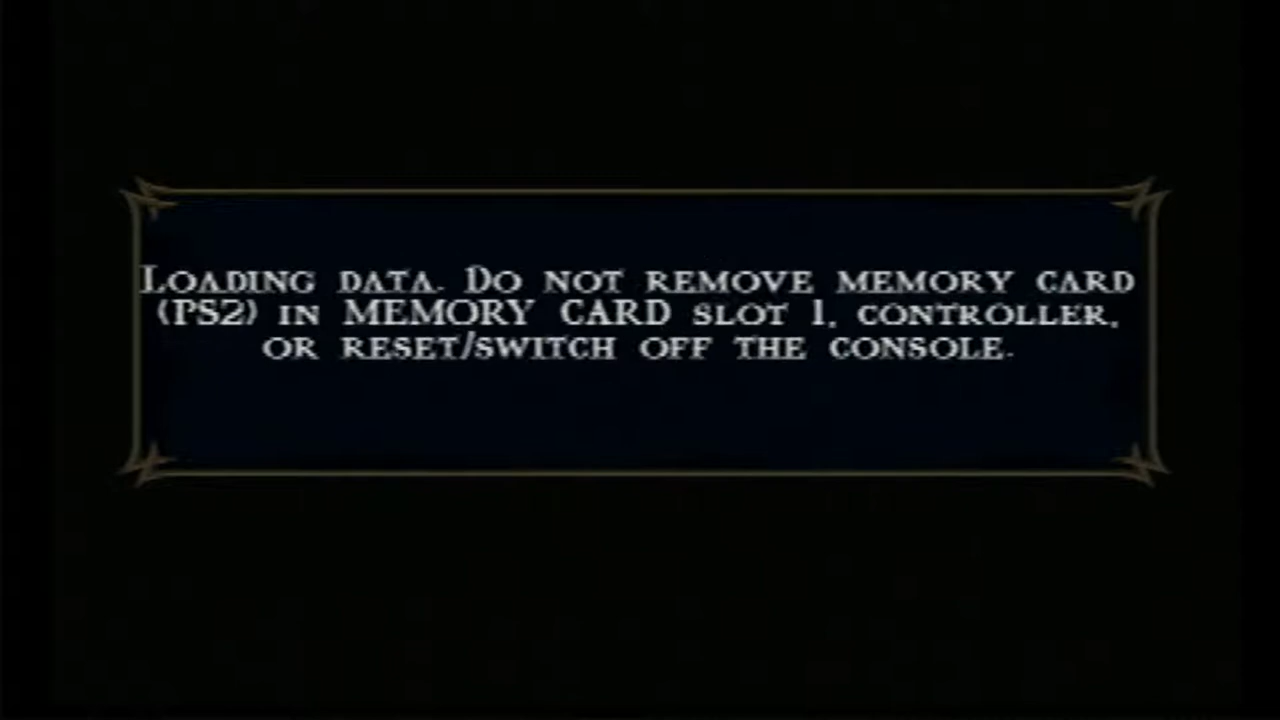 Loading data. Do not remove memory card
(PS2) in MEMORY CARD slot 1, controller,
or reset/switch off the console.